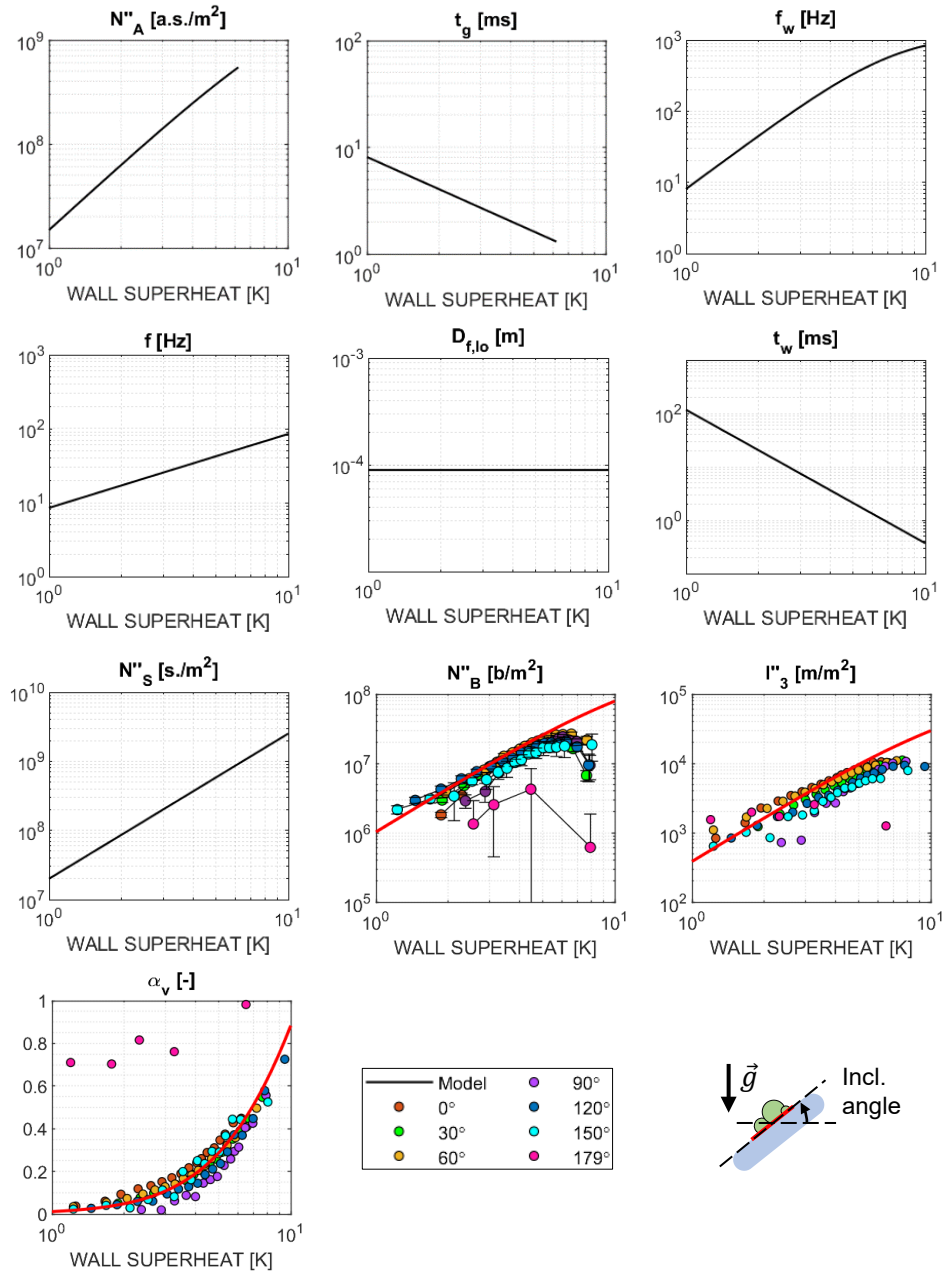 N''A [a.s./m2]
tg [ms]
fw [Hz]
10^9
10^8
10^7
10^0
10^1
WALL SUPERHEAT [K]
10^2
10^1
10^0
10^0
10^1
WALL SUPERHEAT [K]
10^3
10^2
10^1
10^0
10^0
10^1
WALL SUPERHEAT [K]
f [Hz]
Df,lo [m]
tw [ms]
10^3
10^2
10^1
10^0
10^0
10^1
WALL SUPERHEAT [K]
10^-3
10^-4
10^0
10^1
WALL SUPERHEAT [K]
10^2
10^0
10^0
10^1
WALL SUPERHEAT [K]
N''S [s./m2]
N''B [b/m2]
l''3 [m/m2]
10^10
10^9
10^8
10^7
10^0
10^1
WALL SUPERHEAT [K]
10^8
10^7
10^6
10^5
10^0
10^1
WALL SUPERHEAT [K]
10^5
10^4
10^3
10^2
10^0
10^1
WALL SUPERHEAT [K]
αv [-]
1
0.8
0.6
0.4
0.2
0
10^0
10^1
WALL SUPERHEAT [K]
Model
0°
30°
60°
90°
120°
150°
179°
g⃗
Incl.
angle